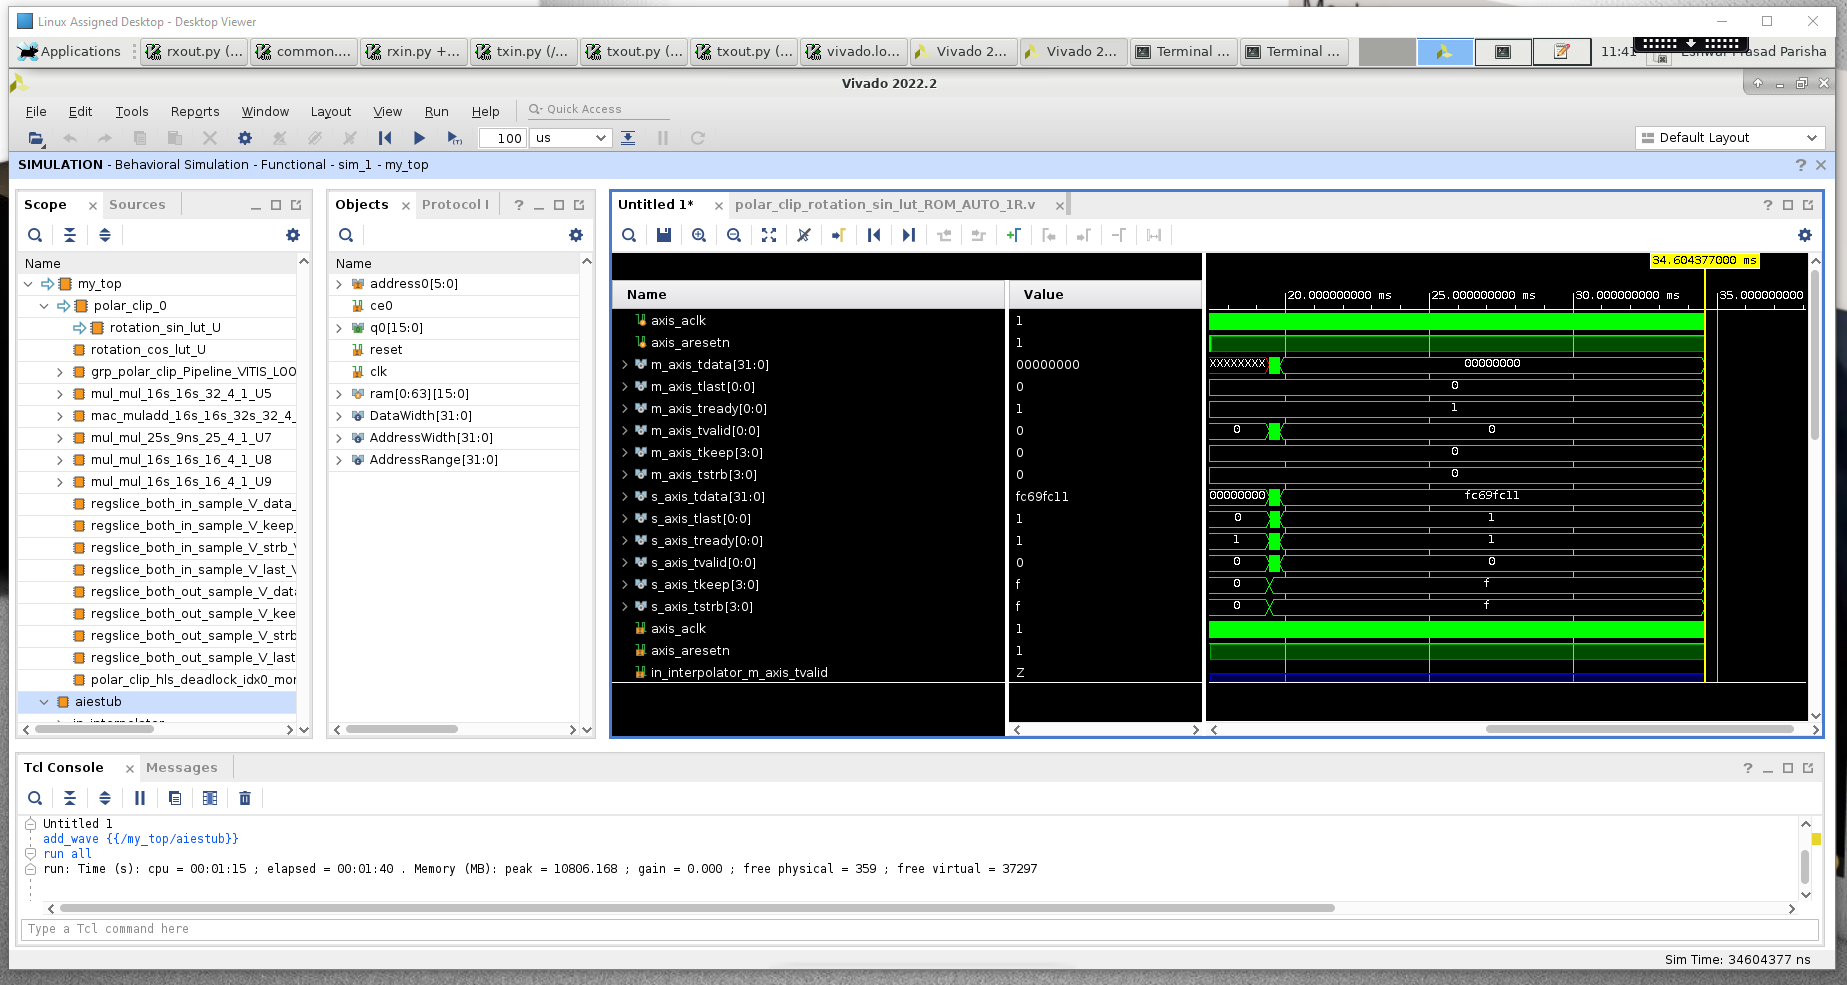 Linux Assigned Desktop - Desktop Viewer
Applications
rxout.py (...
common....
rxin.py +...
txin.py (/...
txout.py (...
txout.py (...
vivado.lo...
Vivado 2...
Vivado 2...
Terminal ...
Terminal ...
11:41
Prasad Parisha
Vivado 2022.2
File Edit Tools Reports Window Layout View Run Help
Quick Access
100 us
Default Layout
SIMULATION - Behavioral Simulation - Functional - sim_1 - my_top
Scope
Sources
Name
my_top
polar_clip_0
rotation_sin_lut_U
rotation_cos_lut_U
grp_polar_clip_Pipeline_VITIS_LOO
mul_mul_16s_16s_32_4_1_U5
mac_muladd_16s_16s_32s_32_4_
mul_mul_25s_9ns_25_4_1_U7
mul_mul_16s_16s_16_4_1_U8
mul_mul_16s_16s_16_4_1_U9
regslice_both_in_sample_V_data_
regslice_both_in_sample_V_keep_
regslice_both_in_sample_V_strb_V
regslice_both_in_sample_V_last_V
regslice_both_out_sample_V_data
regslice_both_out_sample_V_kee
regslice_both_out_sample_V_strb
regslice_both_out_sample_V_last
polar_clip_hls_deadlock_idx0_mor
aiestub
in_interpolator
Objects
Protocol I
?
Name
address0[5:0]
ce0
q0[15:0]
reset
clk
ram[0:63][15:0]
DataWidth[31:0]
AddressWidth[31:0]
AddressRange[31:0]
Untitled 1*
polar_clip_rotation_sin_lut_ROM_AUTO_1R.v
?
34.604377000 ms
Name Value
20.000000000 ms 25.000000000 ms 30.000000000 ms 35.000000000
axis_aclk 1
axis_aresetn 1
m_axis_tdata[31:0] 00000000 XXXXXXXX 00000000
m_axis_tlast[0:0] 0 0
m_axis_tready[0:0] 1 1
m_axis_tvalid[0:0] 0 0 0
m_axis_tkeep[3:0] 0 0
m_axis_tstrb[3:0] 0 0
s_axis_tdata[31:0] fc69fc11 00000000 fc69fc11
s_axis_tlast[0:0] 1 0 1
s_axis_tready[0:0] 1 1 1
s_axis_tvalid[0:0] 0 0 0
s_axis_tkeep[3:0] f 0 f
s_axis_tstrb[3:0] f 0 f
axis_aclk 1
axis_aresetn 1
in_interpolator_m_axis_tvalid Z
Tcl Console
Messages
?
Untitled 1
add_wave {{/my_top/aiestub}}
run all
run: Time (s): cpu = 00:01:15 ; elapsed = 00:01:40 . Memory (MB): peak = 10806.168 ; gain = 0.000 ; free physical = 359 ; free virtual = 37297
Type a Tcl command here
Sim Time: 34604377 ns